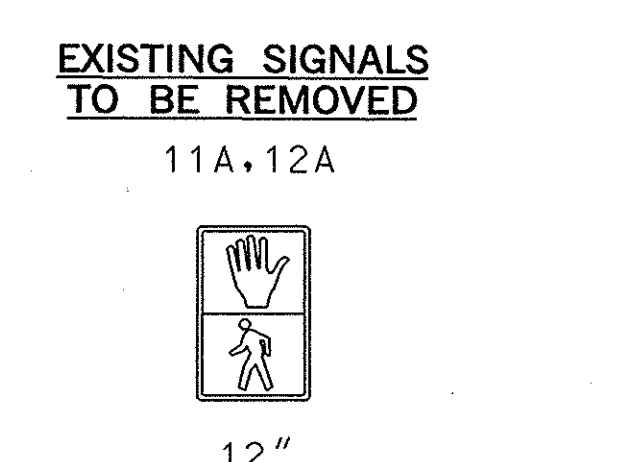 EXISTING SIGNALS
TO BE REMOVED
11A,12A
12"